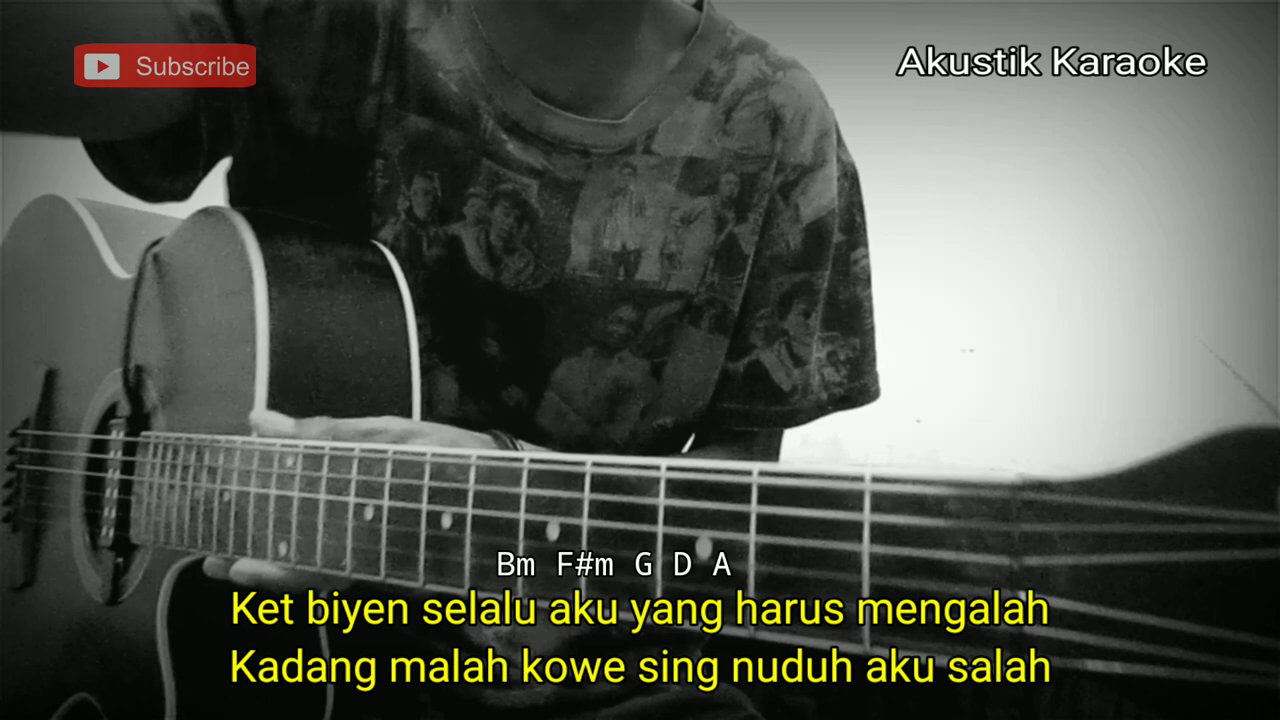 Subscribe
Akustik Karaoke
Bm F#m G D A
Ket biyen selalu aku yang harus mengalah
Kadang malah kowe sing nuduh aku salah